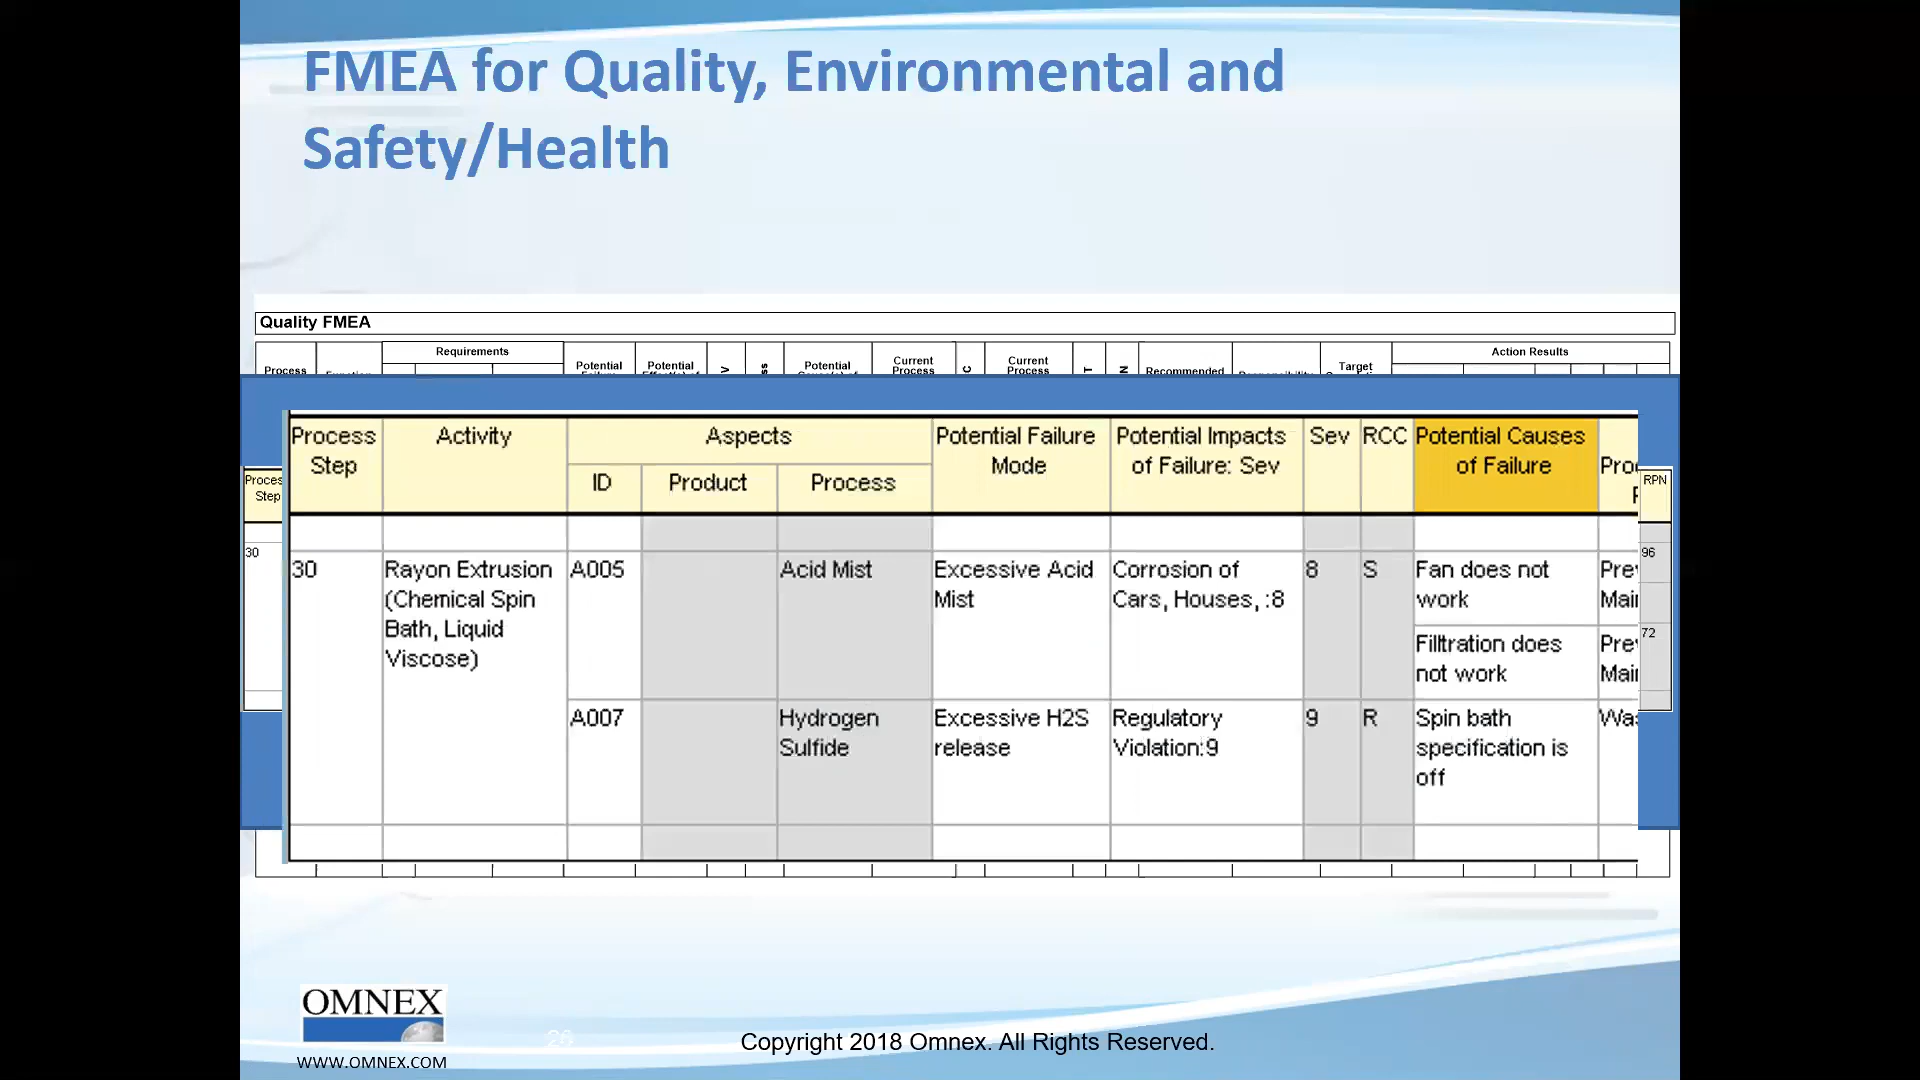 FMEA for Quality, Environmental and
Safety/Health
Quality FMEA
Requirements
Action Results
Process
Potential
Potential
Potential
Current
Process
Current
Process
Recommended
Target
Process
Step
Activity
Aspects
ID
Product
Process
Potential Failure
Mode
Potential Impacts
of Failure: Sev
Sev
RCC
Potential Causes
of Failure
Step
RPN
30
96
72
30
Rayon Extrusion
(Chemical Spin
Bath, Liquid
Viscose)
A005
Acid Mist
Excessive Acid
Mist
Corrosion of
Cars, Houses, :8
8
S
Fan does not
work
Filltration does
not work
A007
Hydrogen
Sulfide
Excessive H2S
release
Regulatory
Violation:9
9
R
Spin bath
specification is
off
OMNEX
WWW.OMNEX.COM
Copyright 2018 Omnex. All Rights Reserved.